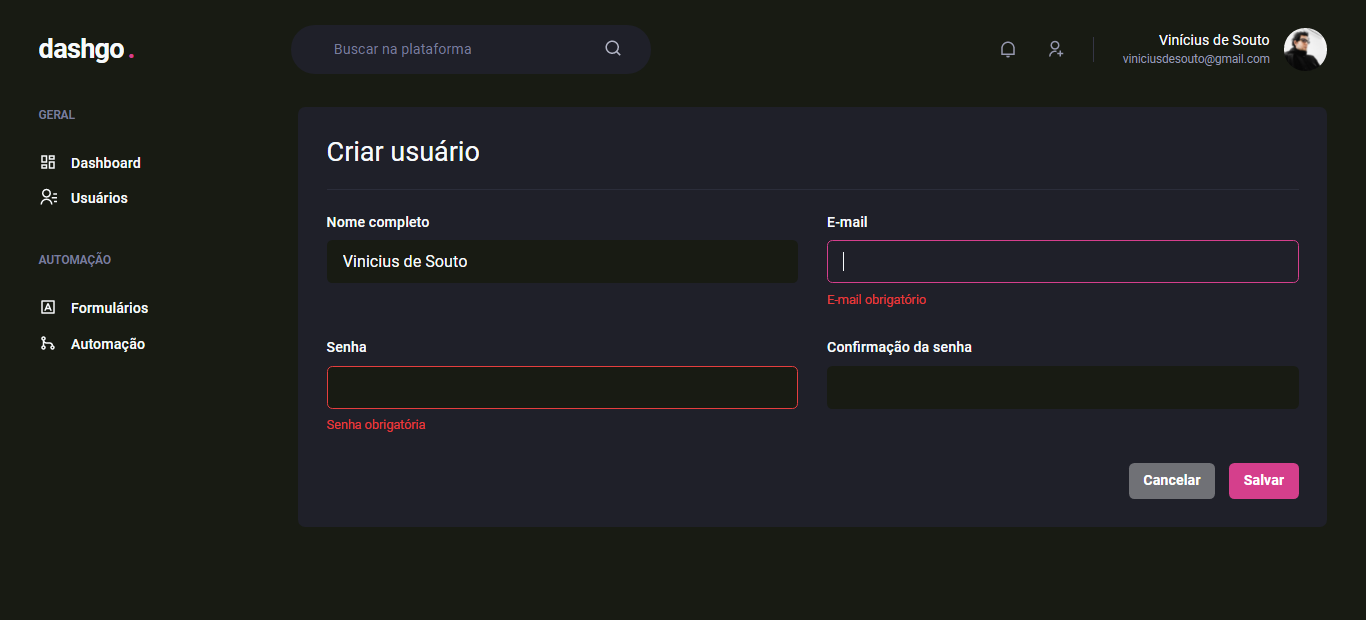 dashgo.
Buscar na plataforma
Vinícius de Souto
viniciusdesouto@gmail.com
GERAL
Dashboard
Usuários
AUTOMAÇÃO
Formulários
Automação
Criar usuário
Nome completo
Vinicius de Souto
E-mail
E-mail obrigatório
Senha
Senha obrigatória
Confirmação da senha
Cancelar
Salvar